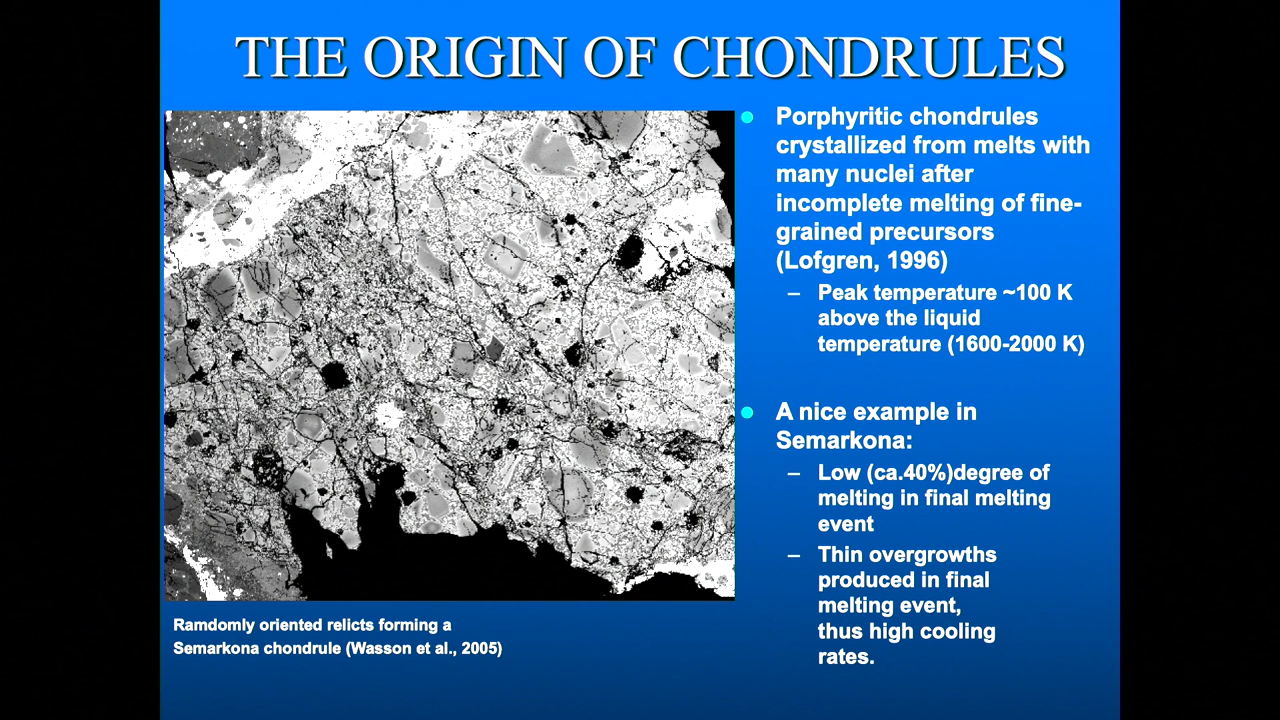 THE ORIGIN OF CHONDRULES
Porphyritic chondrules
crystallized from melts with
many nuclei after
incomplete melting of fine-
grained precursors
(Lofgren, 1996)
– Peak temperature ~100 K
above the liquid
temperature (1600-2000 K)
A nice example in
Semarkona:
– Low (ca.40%)degree of
melting in final melting
event
– Thin overgrowths
produced in final
melting event,
thus high cooling
rates.
Ramdomly oriented relicts forming a
Semarkona chondrule (Wasson et al., 2005)